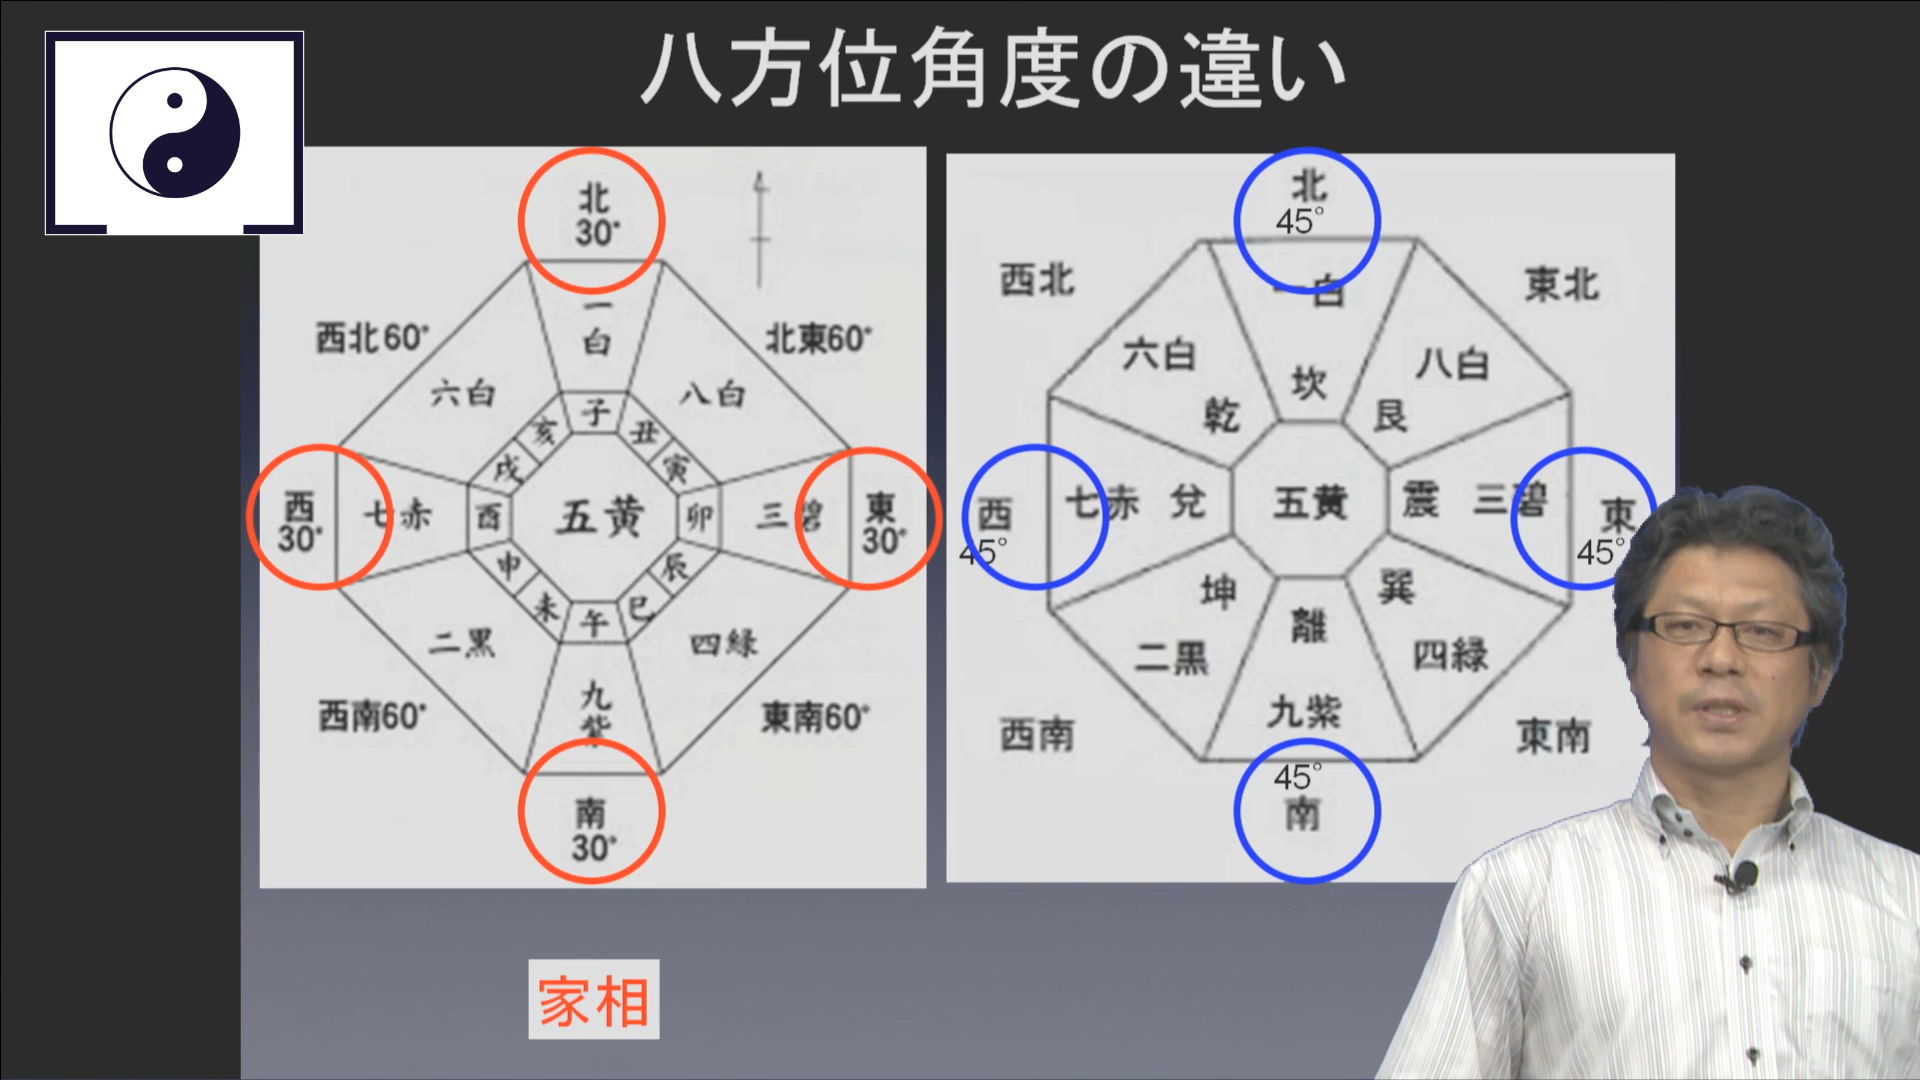 八方位角度の違い
北
30°
西北60°
北東60°
一
白
六白
八白
子
亥
丑
戌
寅
西
30°
七赤
酉
五黄
卯
三碧
東
30°
申
辰
未
巳
午
二黒
四緑
西南60°
東南60°
九
紫
南
30°
北
45°
西北
東北
一白
六白
八白
坎
乾
艮
西
45°
七赤
兌
五黄
震
三碧
東
45°
坤
巽
離
二黒
四緑
九紫
西南
東南
45°
南
家相